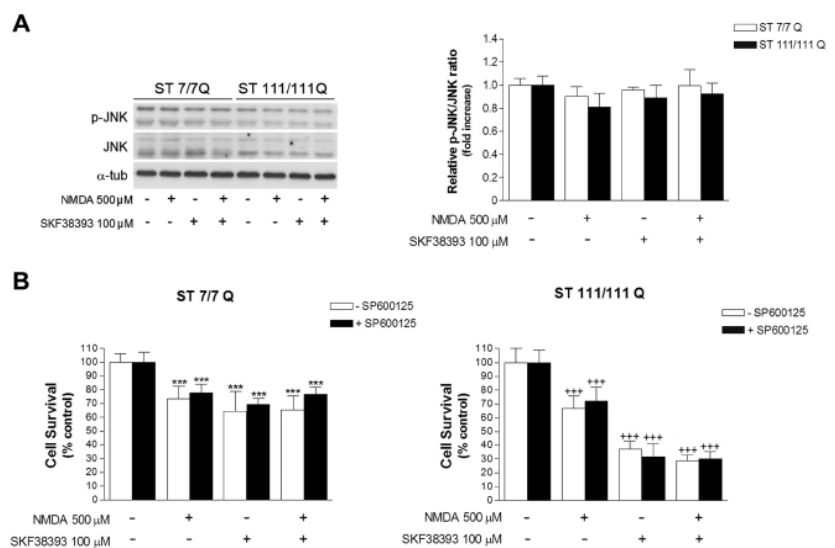 A
ST 7/7Q ST 111/111Q
p-JNK
JNK
α-tub
NMDA 500 μM - + - + - + - +
SKF38393 100 μM - - + + - - + +
ST 7/7 Q
ST 111/111 Q
Relative p-JNK/JNK ratio
(fold increase)
1.4
1.2
1.0
0.8
0.6
0.4
0.2
0
NMDA 500 μM - + - +
SKF38393 100 μM - - + +
B
ST 7/7 Q
- SP600125
+ SP600125
Cell Survival
(% control)
110
100
90
80
70
60
50
40
30
20
10
0
*** *** *** *** *** ***
NMDA 500 μM - + - +
SKF38393 100 μM - - + +
ST 111/111 Q
- SP600125
+ SP600125
Cell Survival
(% control)
110
100
90
80
70
60
50
40
30
20
10
0
+++ +++ +++ +++ +++ +++
NMDA 500 μM - + - +
SKF38393 100 μM - - + +